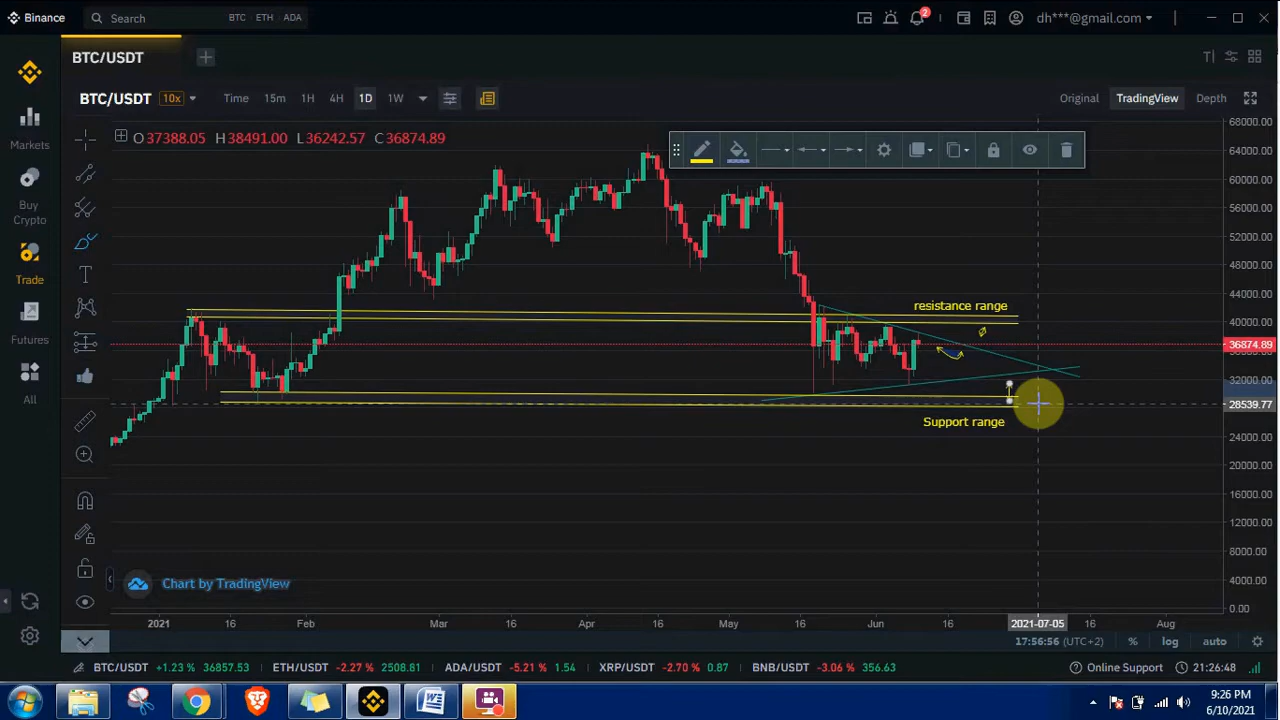 Binance
Search
BTC ETH ADA
2
dh***@gmail.com
BTC/USDT
BTC/USDT 10x Time 15m 1H 4H 1D 1W
Original TradingView Depth
O37388.05 H38491.00 L36242.57 C36874.89
Markets
Buy
Crypto
Trade
Futures
All
T
68000.00
64000.00
60000.00
56000.00
52000.00
48000.00
44000.00
40000.00
36874.89
32000.00
28539.77
24000.00
20000.00
16000.00
12000.00
8000.00
4000.00
0.00
resistance range
Support range
Chart by TradingView
2021 16 Feb Mar 16 Apr 16 May 16 Jun 16 2021-07-05 16 Aug
17:56:56 (UTC+2) % log auto
BTC/USDT +1.23 % 36857.53 ETH/USDT -2.27 % 2508.81 ADA/USDT -5.21 % 1.54 XRP/USDT -2.70 % 0.87 BNB/USDT -3.06 % 356.63
Online Support 21:26:48
9:26 PM
6/10/2021